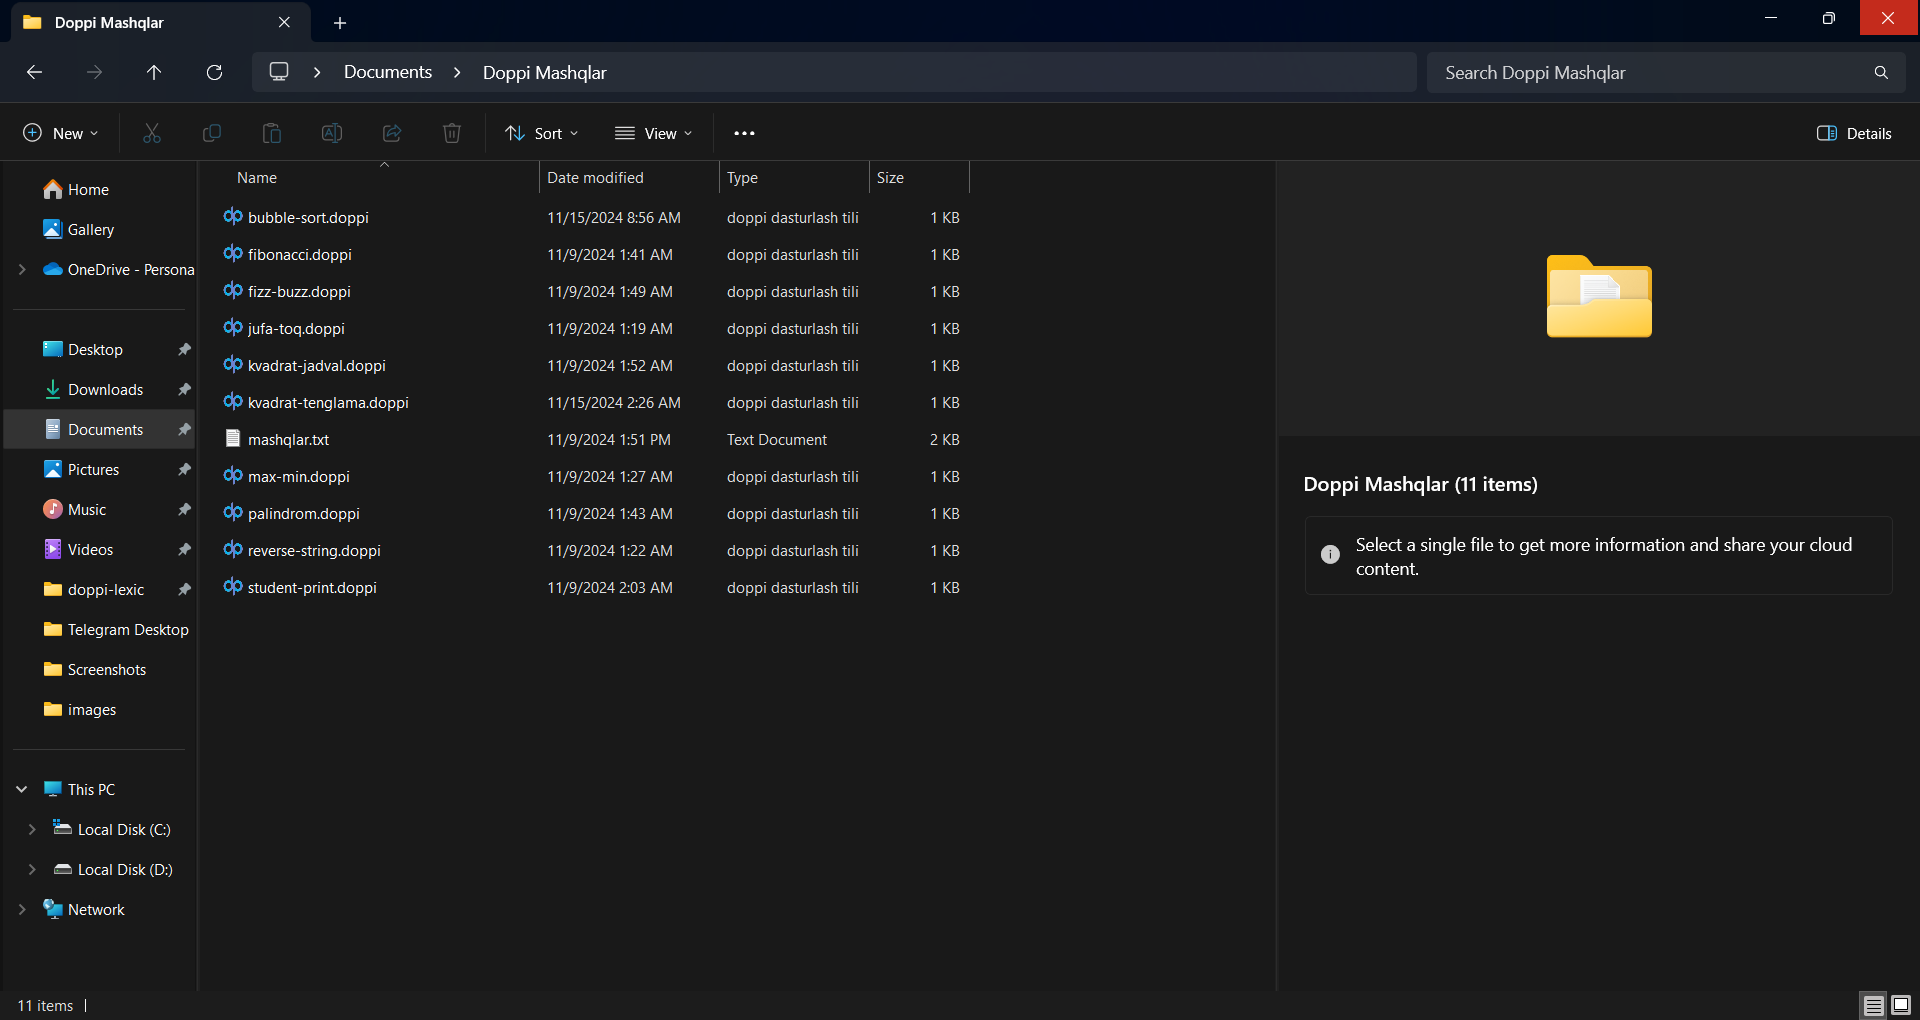 Doppi Mashqlar
Documents > Doppi Mashqlar
Search Doppi Mashqlar
New
Sort
View
Details
Home
Gallery
OneDrive - Persona
Desktop
Downloads
Documents
Pictures
Music
Videos
doppi-lexic
Telegram Desktop
Screenshots
images
This PC
Local Disk (C:)
Local Disk (D:)
Network
Name Date modified Type Size
bubble-sort.doppi 11/15/2024 8:56 AM doppi dasturlash tili 1 KB
fibonacci.doppi 11/9/2024 1:41 AM doppi dasturlash tili 1 KB
fizz-buzz.doppi 11/9/2024 1:49 AM doppi dasturlash tili 1 KB
jufa-toq.doppi 11/9/2024 1:19 AM doppi dasturlash tili 1 KB
kvadrat-jadval.doppi 11/9/2024 1:52 AM doppi dasturlash tili 1 KB
kvadrat-tenglama.doppi 11/15/2024 2:26 AM doppi dasturlash tili 1 KB
mashqlar.txt 11/9/2024 1:51 PM Text Document 2 KB
max-min.doppi 11/9/2024 1:27 AM doppi dasturlash tili 1 KB
palindrom.doppi 11/9/2024 1:43 AM doppi dasturlash tili 1 KB
reverse-string.doppi 11/9/2024 1:22 AM doppi dasturlash tili 1 KB
student-print.doppi 11/9/2024 2:03 AM doppi dasturlash tili 1 KB
Doppi Mashqlar (11 items)
Select a single file to get more information and share your cloud
content.
11 items